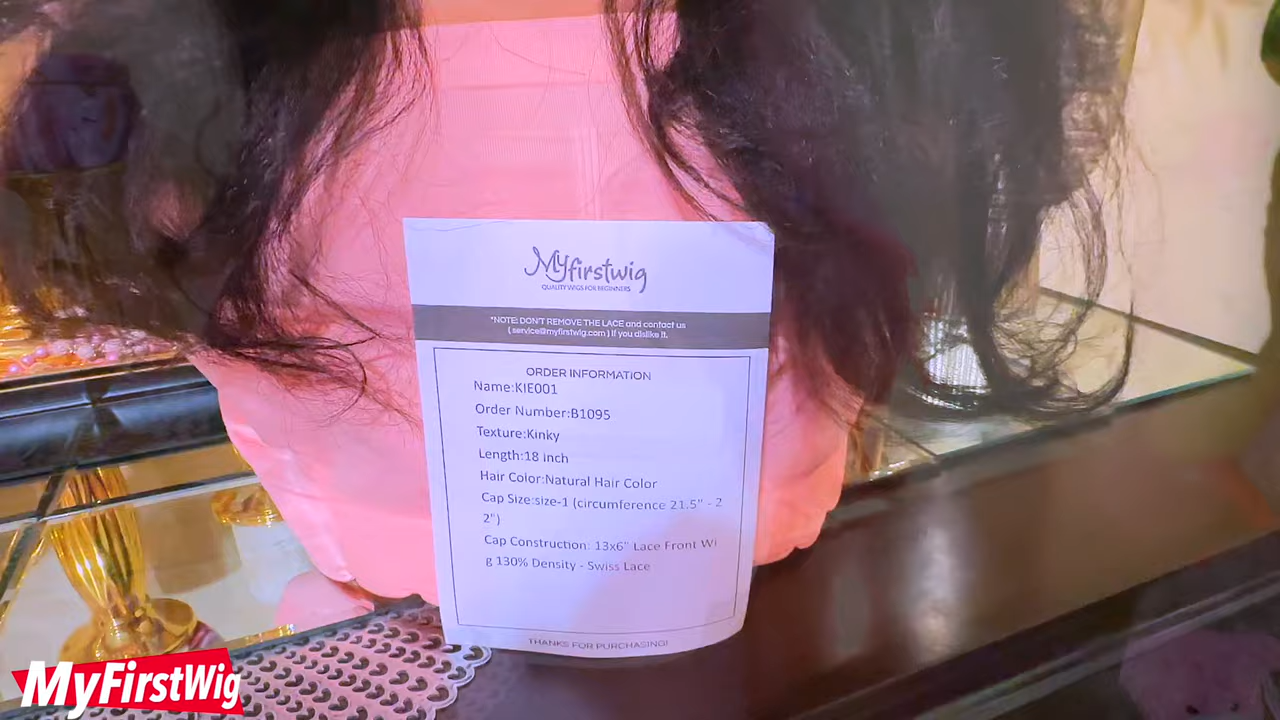 Myfirstwig
QUALITY WIGS FOR BEGINNERS
*NOTE: DON'T REMOVE THE LACE and contact us
( service@myfirstwig.com ) if you dislike it.
ORDER INFORMATION
Name:KIE001
Order Number:B1095
Texture:Kinky
Length:18 inch
Hair Color:Natural Hair Color
Cap Size:size-1 (circumference 21.5" - 2
2")
Cap Construction: 13x6" Lace Front Wi
g 130% Density - Swiss Lace
THANKS FOR PURCHASING!
MyFirstWig